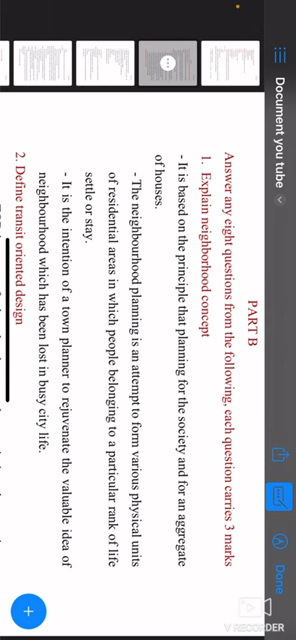 Document you tube
Done
PART B
Answer any eight questions from the following, each question carries 3 marks
1. Explain neighborhood concept
- It is based on the principle that planning for the society and for an aggregate
of houses.
- The neighbourhood planning is an attempt to form various physical units
of residential areas in which people belonging to a particular rank of life
settle or stay.
- It is the intention of a town planner to rejuvenate the valuable idea of
neighbourhood which has been lost in busy city life.
2. Define transit oriented design
V RECORDER